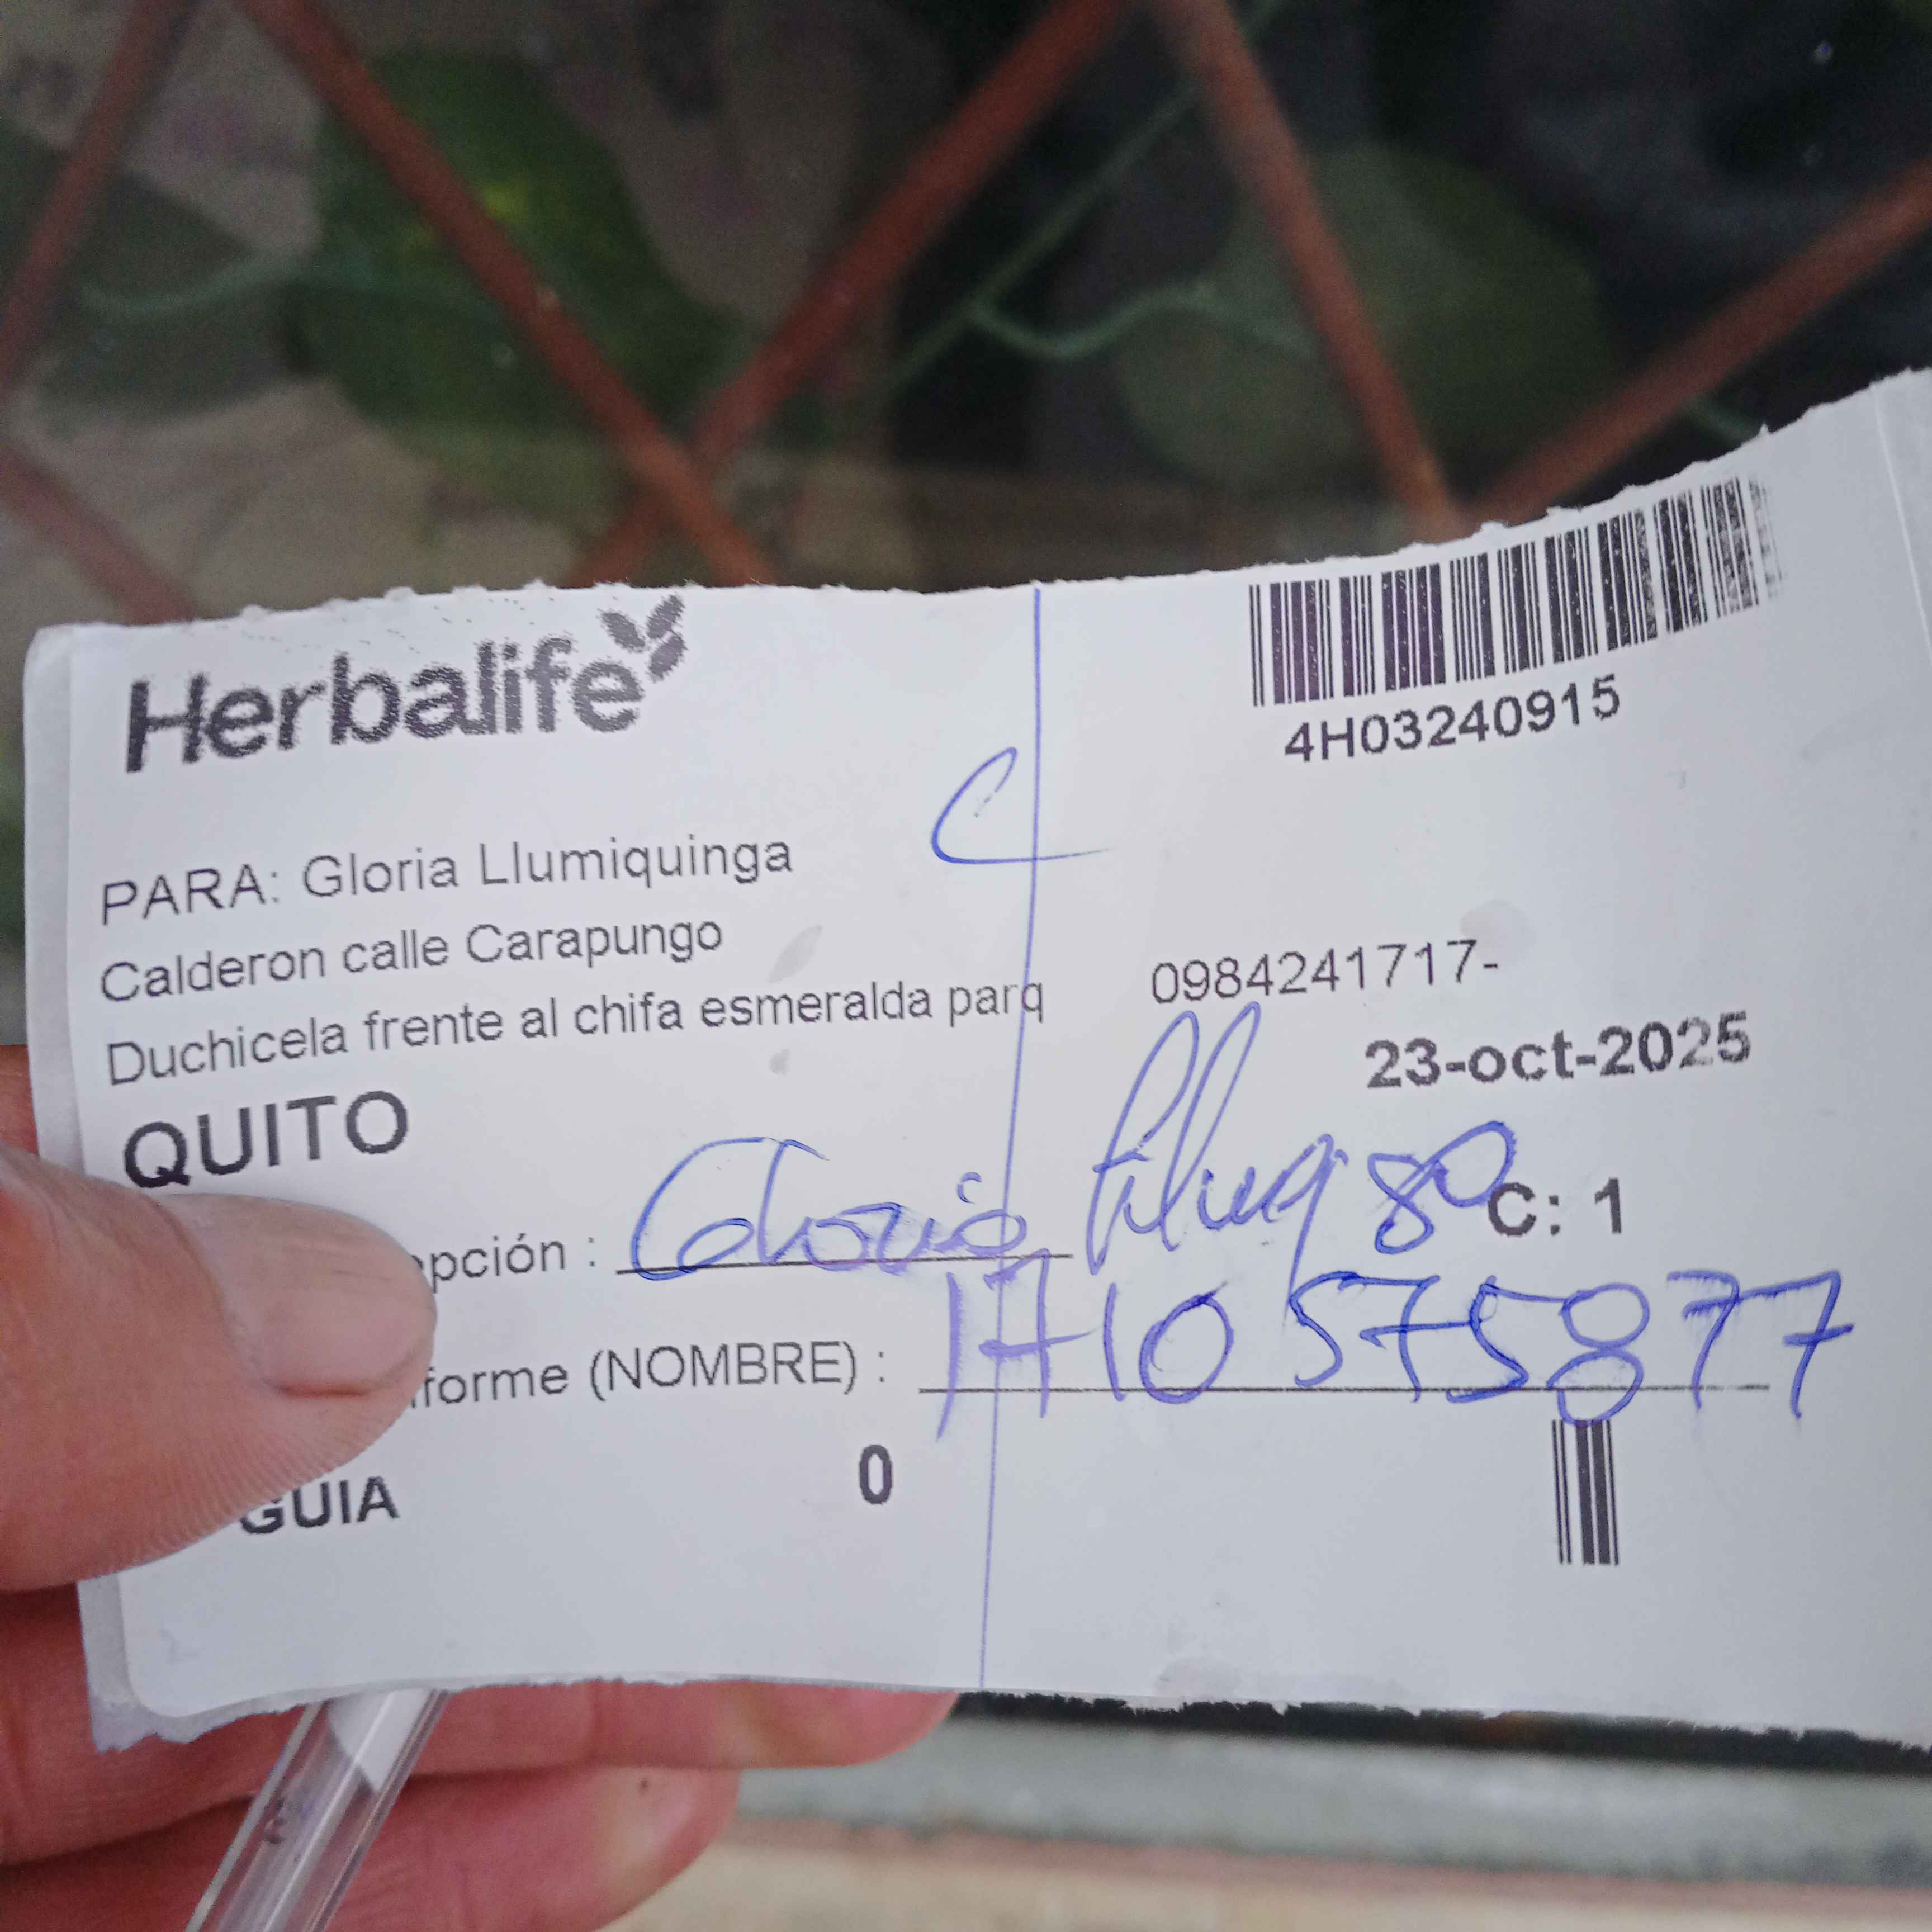 Herbalife
4H03240915
PARA: Gloria Llumiquinga
Calderon calle Carapungo
Duchicela frente al chifa esmeralda parq
0984241717-
23-oct-2025
QUITO
C: 1
pción : Gloria
forme (NOMBRE) : 1710575877
GUIA 0